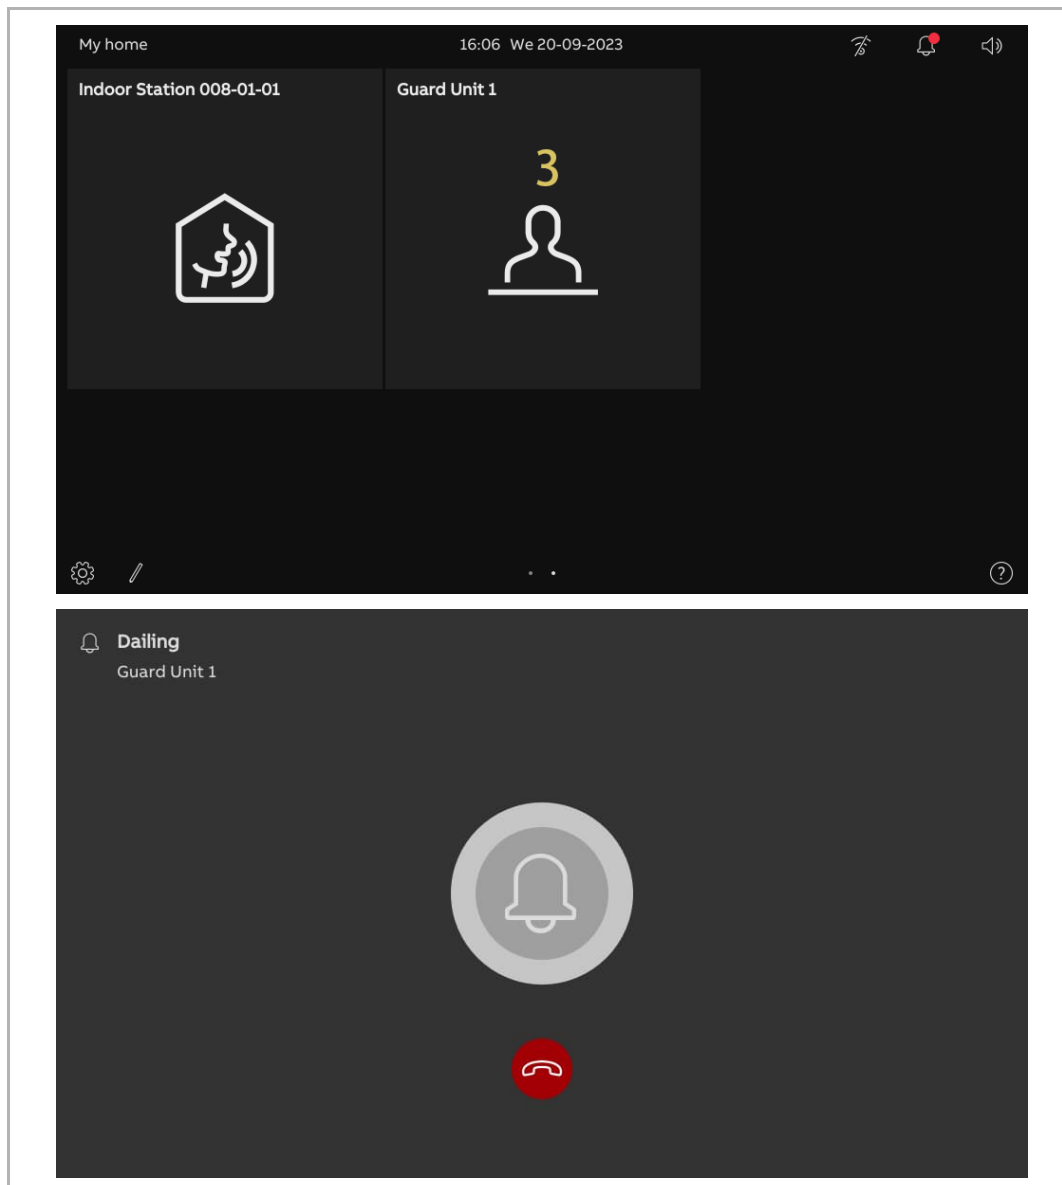 My home
16:06 We 20-09-2023
Indoor Station 008-01-01
Guard Unit 1
3
?
Dailing
Guard Unit 1